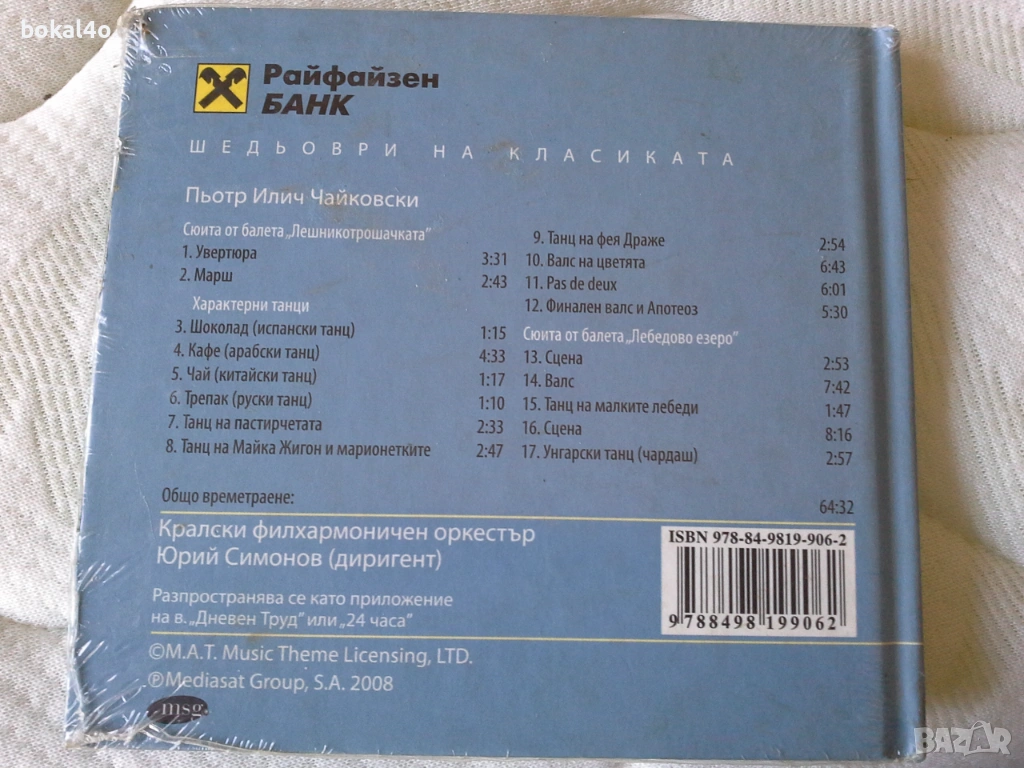 bokal4o
Райфайзен
БАНК
ШЕДЬОВРИ НА КЛАСИКАТА
Пьотр Илич Чайковски
Сюита от балета „Лешникотрошачката"
1. Увертюра 3:31
2. Марш 2:43
Характерни танци
3. Шоколад (испански танц) 1:15
4. Кафе (арабски танц) 4:33
5. Чай (китайски танц) 1:17
6. Трепак (руски танц) 1:10
7. Танц на пастирчетата 2:33
8. Танц на Майка Жигон и марионетките 2:47
9. Танц на фея Драже 2:54
10. Валс на цветята 6:43
11. Pas de deux 6:01
12. Финален валс и Апотеоз 5:30
Сюита от балета „Лебедово езеро"
13. Сцена 2:53
14. Валс 7:42
15. Танц на малките лебеди 1:47
16. Сцена 8:16
17. Унгарски танц (чардаш) 2:57
Общо времетраене: 64:32
Кралски филхармоничен оркестър
Юрий Симонов (диригент)
Разпространява се като приложение
на в. „Дневен Труд" или „24 часа"
©M.A.T. Music Theme Licensing, LTD.
℗Mediasat Group, S.A. 2008
msg
ISBN 978-84-9819-906-2
9 788498 199062
BAZAR